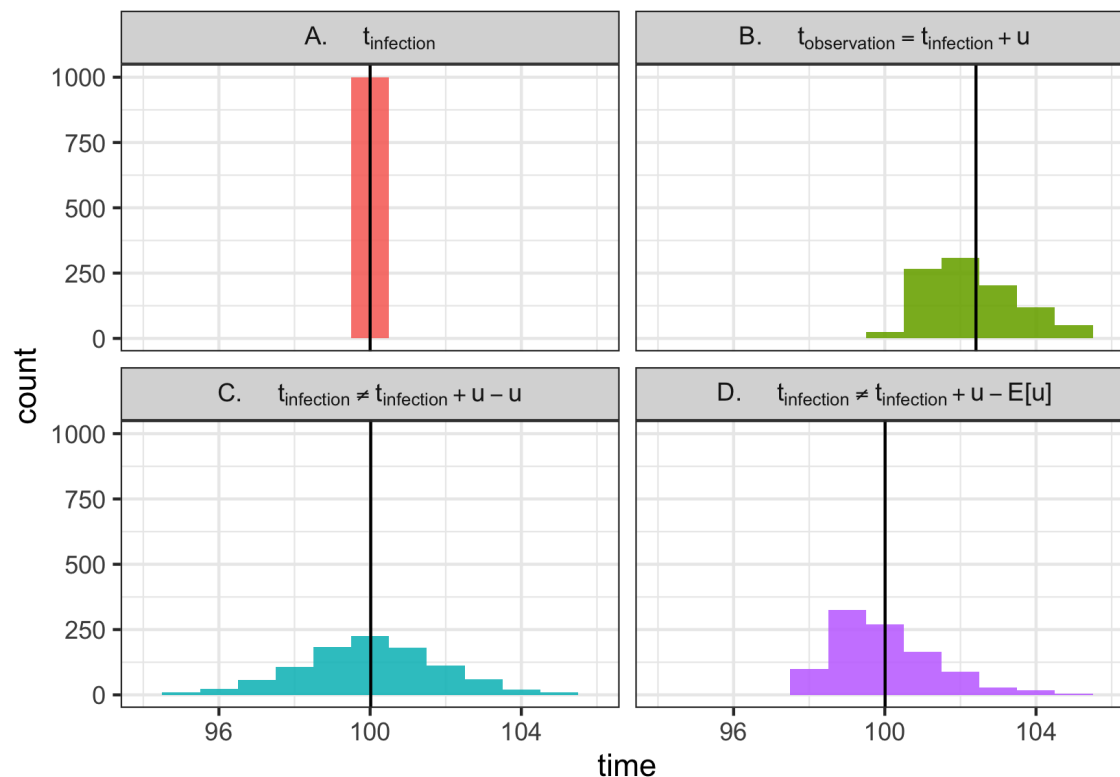 A. t_infection
B. t_observation = t_infection + u
1000
750
500
250
0
C. t_infection ≠ t_infection + u − u
D. t_infection ≠ t_infection + u − E[u]
1000
750
500
250
0
96 100 104
96 100 104
count
time